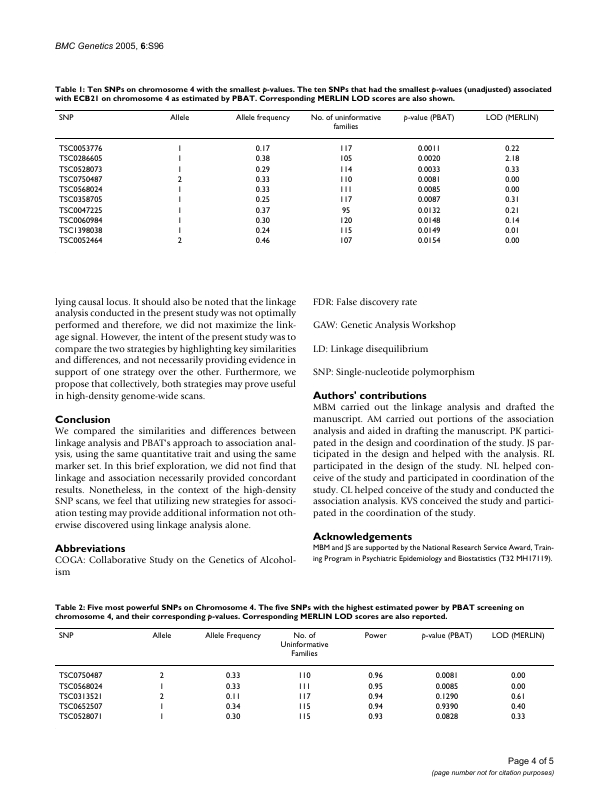 BMC Genetics 2005, 6:S96
Table 1: Ten SNPs on chromosome 4 with the smallest p-values. The ten SNPs that had the smallest p-values (unadjusted) associated
with ECB21 on chromosome 4 as estimated by PBAT. Corresponding MERLIN LOD scores are also shown.
SNP Allele Allele frequency No. of uninformative families p-value (PBAT) LOD (MERLIN)
TSC0053776 1 0.17 117 0.0011 0.22
TSC0286605 1 0.38 105 0.0020 2.18
TSC0528073 1 0.29 114 0.0033 0.33
TSC0750487 2 0.33 110 0.0081 0.00
TSC0568024 1 0.33 111 0.0085 0.00
TSC0358705 1 0.25 117 0.0087 0.31
TSC0047225 1 0.37 95 0.0132 0.21
TSC0060984 1 0.30 120 0.0148 0.14
TSC1398038 1 0.24 115 0.0149 0.01
TSC0052464 2 0.46 107 0.0154 0.00
lying causal locus. It should also be noted that the linkage
analysis conducted in the present study was not optimally
performed and therefore, we did not maximize the link-
age signal. However, the intent of the present study was to
compare the two strategies by highlighting key similarities
and differences, and not necessarily providing evidence in
support of one strategy over the other. Furthermore, we
propose that collectively, both strategies may prove useful
in high-density genome-wide scans.
Conclusion
We compared the similarities and differences between
linkage analysis and PBAT's approach to association anal-
ysis, using the same quantitative trait and using the same
marker set. In this brief exploration, we did not find that
linkage and association necessarily provided concordant
results. Nonetheless, in the context of the high-density
SNP scans, we feel that utilizing new strategies for associ-
ation testing may provide additional information not oth-
erwise discovered using linkage analysis alone.
Abbreviations
COGA: Collaborative Study on the Genetics of Alcohol-
ism
FDR: False discovery rate
GAW: Genetic Analysis Workshop
LD: Linkage disequilibrium
SNP: Single-nucleotide polymorphism
Authors' contributions
MBM carried out the linkage analysis and drafted the
manuscript. AM carried out portions of the association
analysis and aided in drafting the manuscript. PK partici-
pated in the design and coordination of the study. JS par-
ticipated in the design and helped with the analysis. RL
participated in the design of the study. NL helped con-
ceive of the study and participated in coordination of the
study. CL helped conceive of the study and conducted the
association analysis. KVS conceived the study and partici-
pated in the coordination of the study.
Acknowledgements
MBM and JS are supported by the National Research Service Award, Train-
ing Program in Psychiatric Epidemiology and Biostatistics (T32 MH17119).
Table 2: Five most powerful SNPs on Chromosome 4. The five SNPs with the highest estimated power by PBAT screening on
chromosome 4, and their corresponding p-values. Corresponding MERLIN LOD scores are also reported.
SNP Allele Allele Frequency No. of Uninformative Families Power p-value (PBAT) LOD (MERLIN)
TSC0750487 2 0.33 110 0.96 0.0081 0.00
TSC0568024 1 0.33 111 0.95 0.0085 0.00
TSC0313521 2 0.11 117 0.94 0.1290 0.61
TSC0652507 1 0.34 115 0.94 0.9390 0.40
TSC0528071 1 0.30 115 0.93 0.0828 0.33
Page 4 of 5
(page number not for citation purposes)